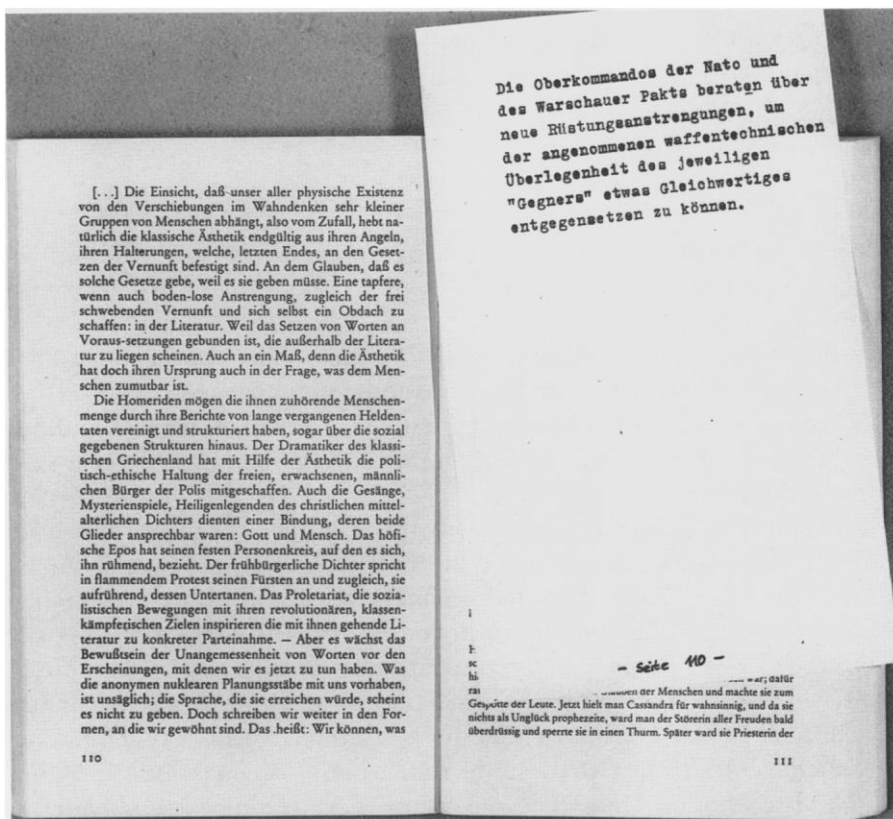 [...] Die Einsicht, daß unser aller physische Existenz
von den Verschiebungen im Wahndenken sehr kleiner
Gruppen von Menschen abhängt, also vom Zufall, hebt na-
türlich die klassische Ästhetik endgültig aus ihren Angeln,
ihren Halterungen, welche, letzten Endes, an den Geset-
zen der Vernunft befestigt sind. An dem Glauben, daß es
solche Gesetze gebe, weil es sie geben müsse. Eine tapfere,
wenn auch boden-lose Anstrengung, zugleich der frei
schwebenden Vernunft und sich selbst ein Obdach zu
schaffen: in der Literatur. Weil das Setzen von Worten an
Voraus-setzungen gebunden ist, die außerhalb der Litera-
tur zu liegen scheinen. Auch an ein Maß, denn die Ästhetik
hat doch ihren Ursprung auch in der Frage, was dem Men-
schen zumutbar ist.
Die Homeriden mögen die ihnen zuhörende Menschen-
menge durch ihre Berichte von lange vergangenen Helden-
taten vereinigt und strukturiert haben, sogar über die sozial
gegebenen Strukturen hinaus. Der Dramatiker des klassi-
schen Griechenland hat mit Hilfe der Ästhetik die poli-
tisch-ethische Haltung der freien, erwachsenen, männli-
chen Bürger der Polis mitgeschaffen. Auch die Gesänge,
Mysterienspiele, Heiligenlegenden des christlichen mittel-
alterlichen Dichters dienten einer Bindung, deren beide
Glieder ansprechbar waren: Gott und Mensch. Das höfi-
sche Epos hat seinen festen Personenkreis, auf den es sich,
ihn rühmend, bezieht. Der frühbürgerliche Dichter spricht
in flammendem Protest seinen Fürsten an und zugleich, sie
aufrührend, dessen Untertanen. Das Proletariat, die sozia-
listischen Bewegungen mit ihren revolutionären, klassen-
kämpferischen Zielen inspirieren die mit ihnen gehende Li-
teratur zu konkreter Parteinahme. — Aber es wächst das
Bewußtsein der Unangemessenheit von Worten vor den
Erscheinungen, mit denen wir es jetzt zu tun haben. Was
die anonymen nuklearen Planungsstäbe mit uns vorhaben,
ist unsäglich; die Sprache, die sie erreichen würde, scheint
es nicht zu geben. Doch schreiben wir weiter in den For-
men, an die wir gewöhnt sind. Das heißt: Wir können, was
110
Die Oberkommandos der Nato und
des Warschauer Pakts beraten über
neue Rüstungsanstrengungen, um
der angenommenen waffentechnischen
Überlegenheit des jeweiligen
"Gegners" etwas Gleichwertiges
entgegensetzen zu können.
- Seite 110 -
war; dafür
der Menschen und machte sie zum
Gespötte der Leute. Jetzt hielt man Cassandra für wahnsinnig, und da sie
nichts als Unglück prophezeite, ward man der Störerin aller Freuden bald
überdrüssig und sperrte sie in einen Thurm. Später ward sie Priesterin der
111